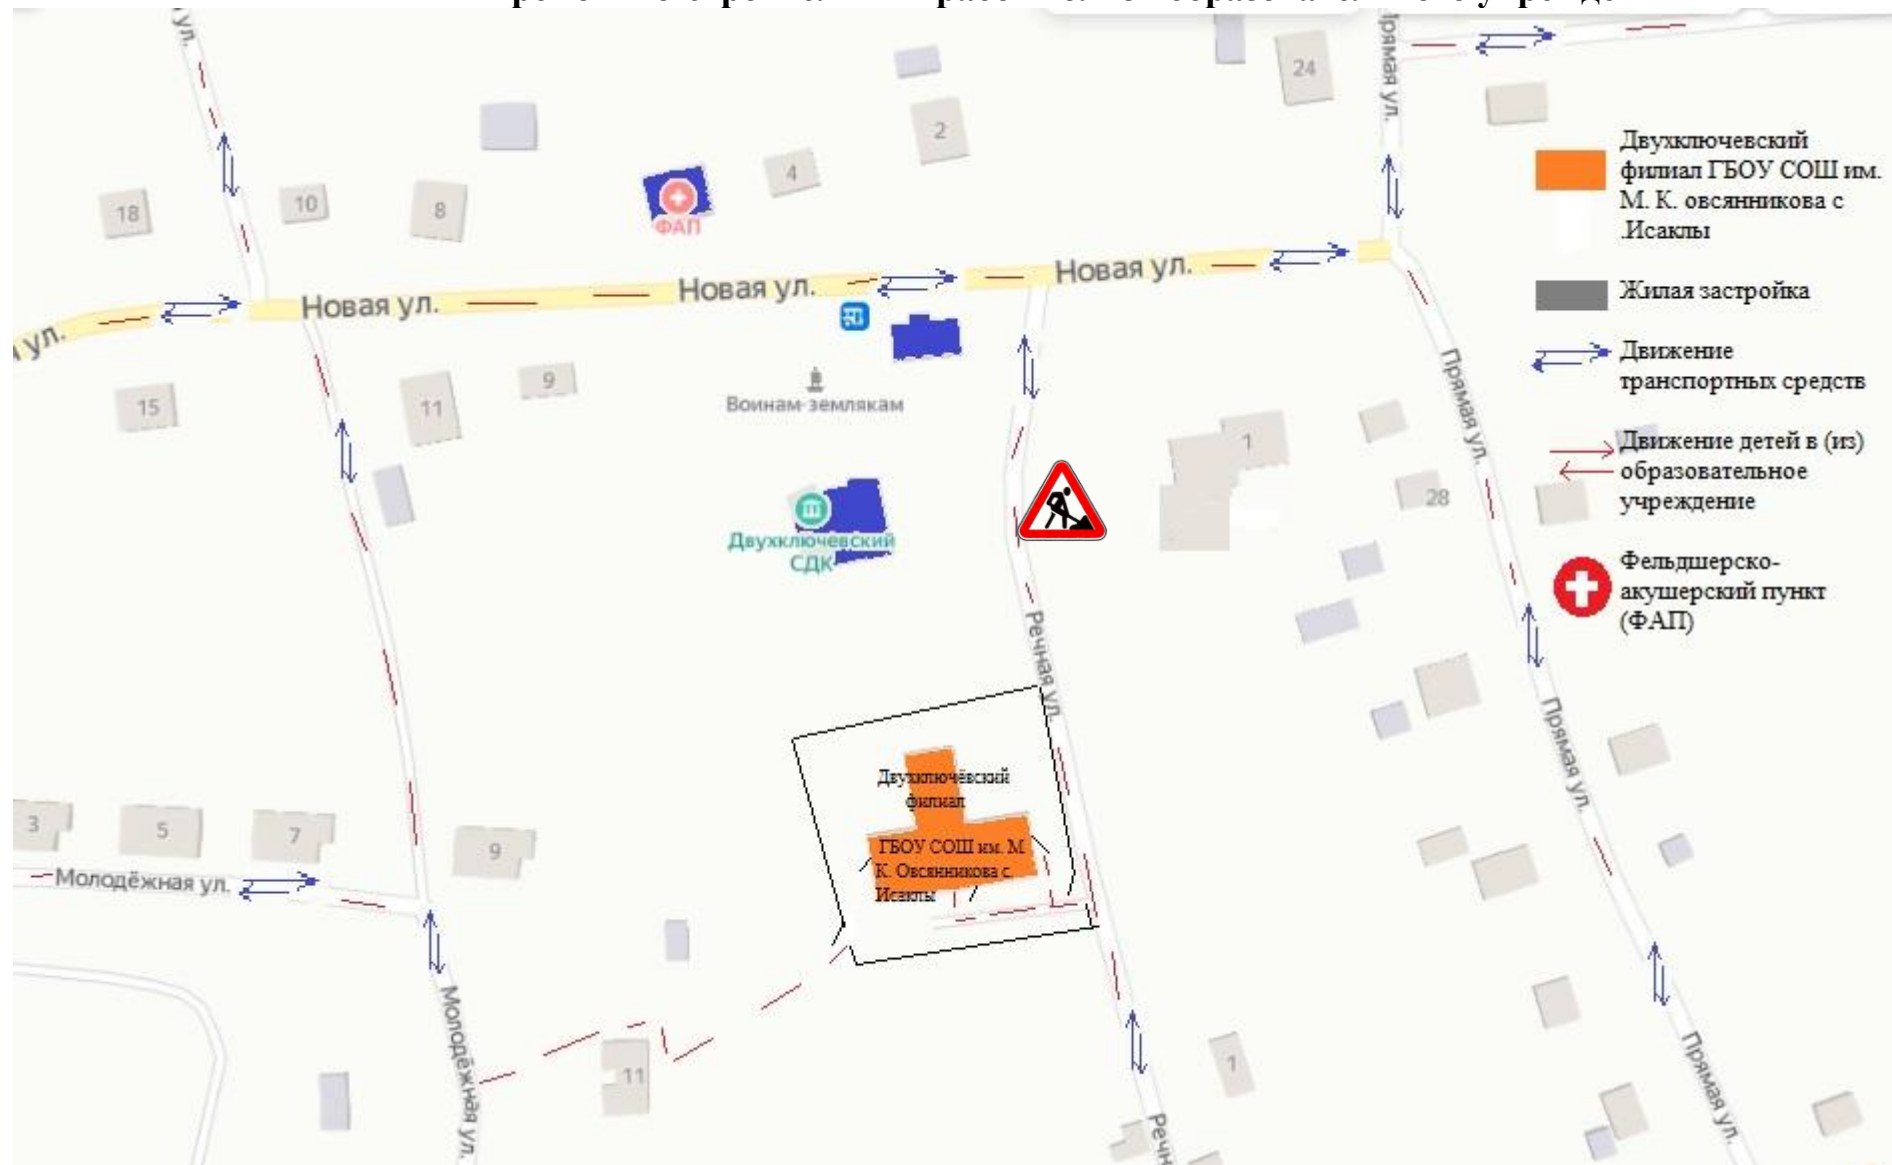 ул.
Прямая ул.
24
2
4
18
10
8
ФАП
Новая ул.
Новая ул.
Новая ул.
ул.
15
11
9
Воинам-землякам
1
28
Двухключевский
СДК
Речная ул.
Прямая ул.
Прямая ул.
Двухключёвский
филиал
ГБОУ СОШ им. М
К. Овсянникова с.
Исаклы
3
5
7
9
Молодёжная ул.
Молодёжная ул.
11
1
Речн
Прямая ул.
Двухключевский
филиал ГБОУ СОШ им.
М. К. овсянникова с
.Исаклы
Жилая застройка
Движение
транспортных средств
Движение детей в (из)
образовательное
учреждение
Фельдшерско-
акушерский пункт
(ФАП)